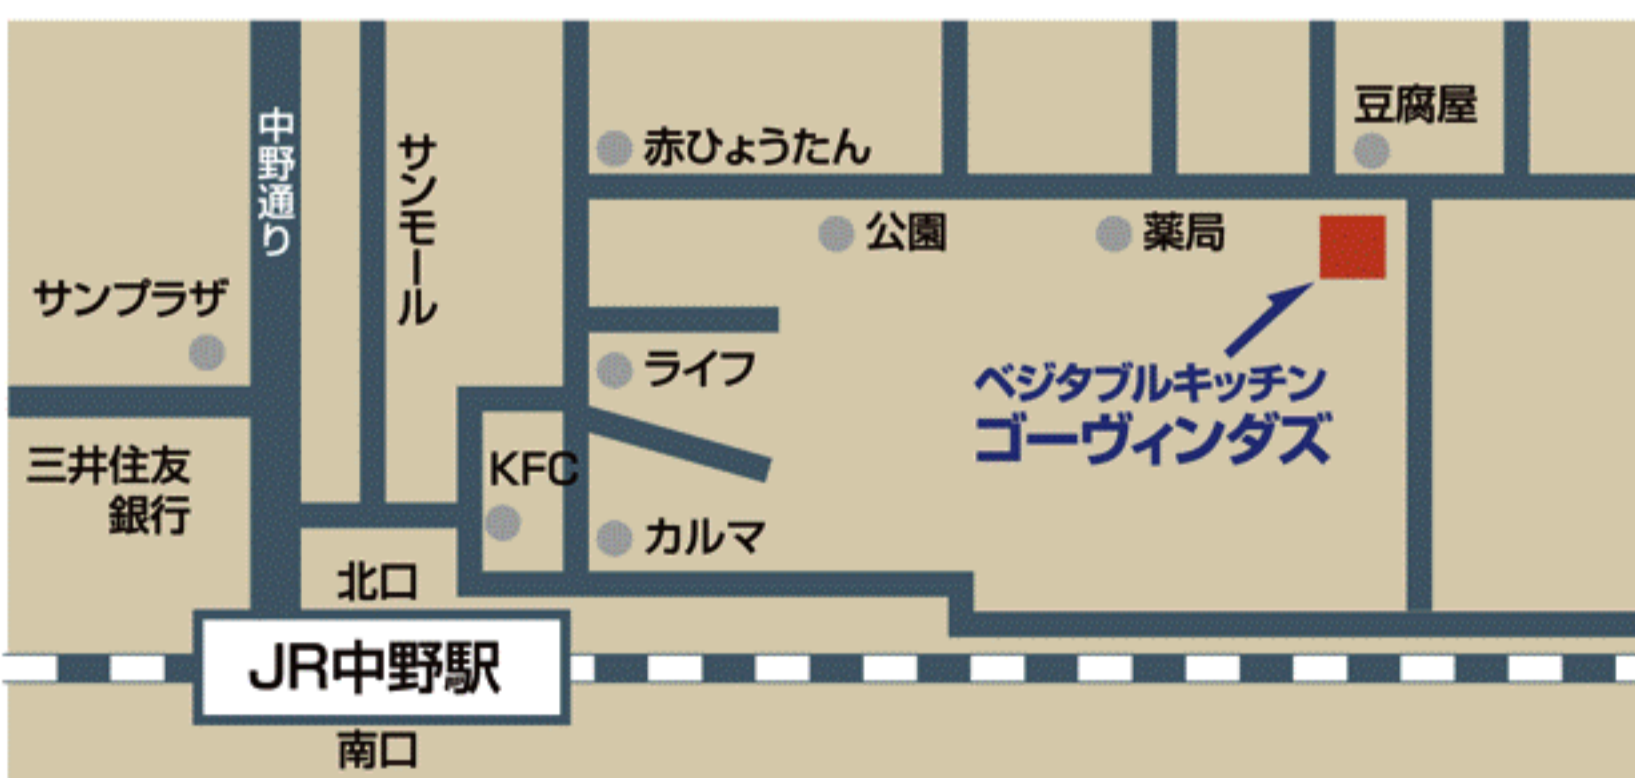 中野通り
サンモール
赤ひょうたん
豆腐屋
公園
薬局
サンプラザ
ライフ
ベジタブルキッチン
ゴーヴィンダズ
三井住友
銀行
KFC
カルマ
北口
JR中野駅
南口